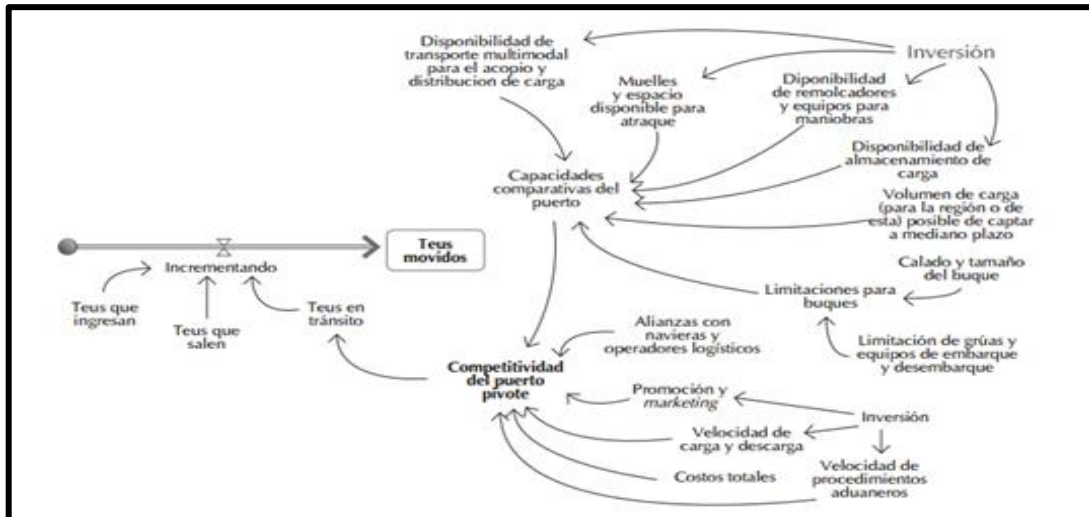 Disponibilidad de
transporte multimodal
para el acopio y
distribucion de carga
Inversión
Muelles
y espacio
disponible para
atraque
Diponibilidad
de remolcadores
y equipos para
maniobras
Disponibilidad de
almacenamiento de
carga
Capacidades
comparativas del
puerto
Volumen de carga
(para la región o de
esta) posible de captar
a mediano plazo
Teus
movidos
Incrementando
Calado y tamaño
del buque
Limitaciones para
buques
Teus que
ingresan
Teus que
salen
Teus en
tránsito
Alianzas con
navieras y
operadores logísticos
Limitación de grúas y
equipos de embarque
y desembarque
Competitividad
del puerto
pivote
Promoción y
marketing
Inversión
Velocidad de
carga y descarga
Costos totales
Velocidad de
procedimientos
aduaneros